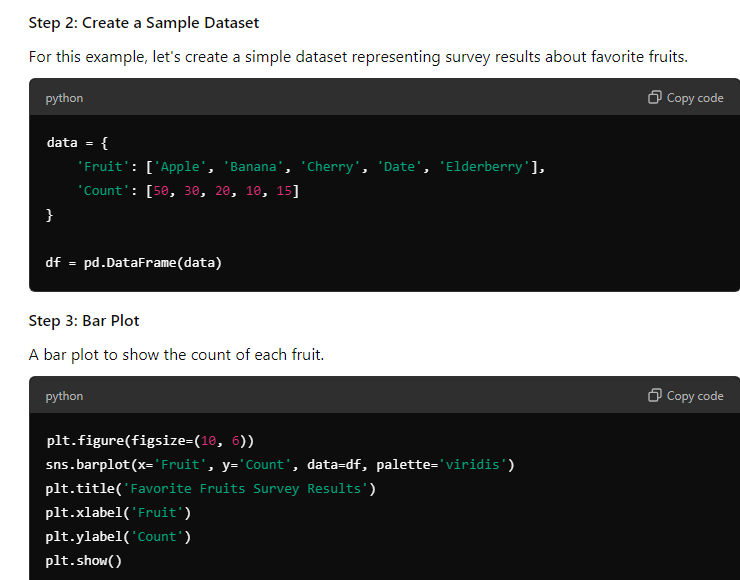 Step 2: Create a Sample Dataset
For this example, let's create a simple dataset representing survey results about favorite fruits.
python Copy code
data = {
    'Fruit': ['Apple', 'Banana', 'Cherry', 'Date', 'Elderberry'],
    'Count': [50, 30, 20, 10, 15]
}
df = pd.DataFrame(data)
Step 3: Bar Plot
A bar plot to show the count of each fruit.
python Copy code
plt.figure(figsize=(10, 6))
sns.barplot(x='Fruit', y='Count', data=df, palette='viridis')
plt.title('Favorite Fruits Survey Results')
plt.xlabel('Fruit')
plt.ylabel('Count')
plt.show()